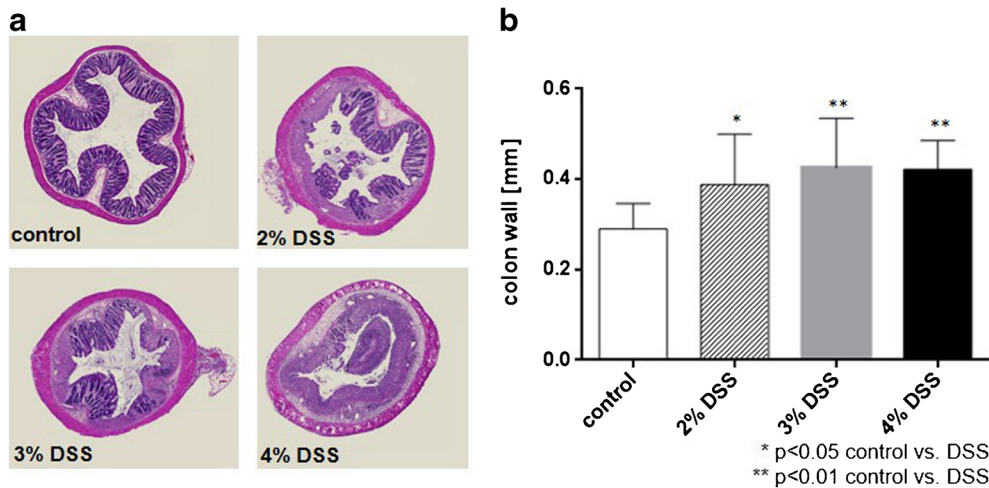 a
control
2% DSS
3% DSS
4% DSS
b
colon wall [mm]
0.6
0.4
0.2
0.0
*
**
**
control
2% DSS
3% DSS
4% DSS
* p<0.05 control vs. DSS
** p<0.01 control vs. DSS